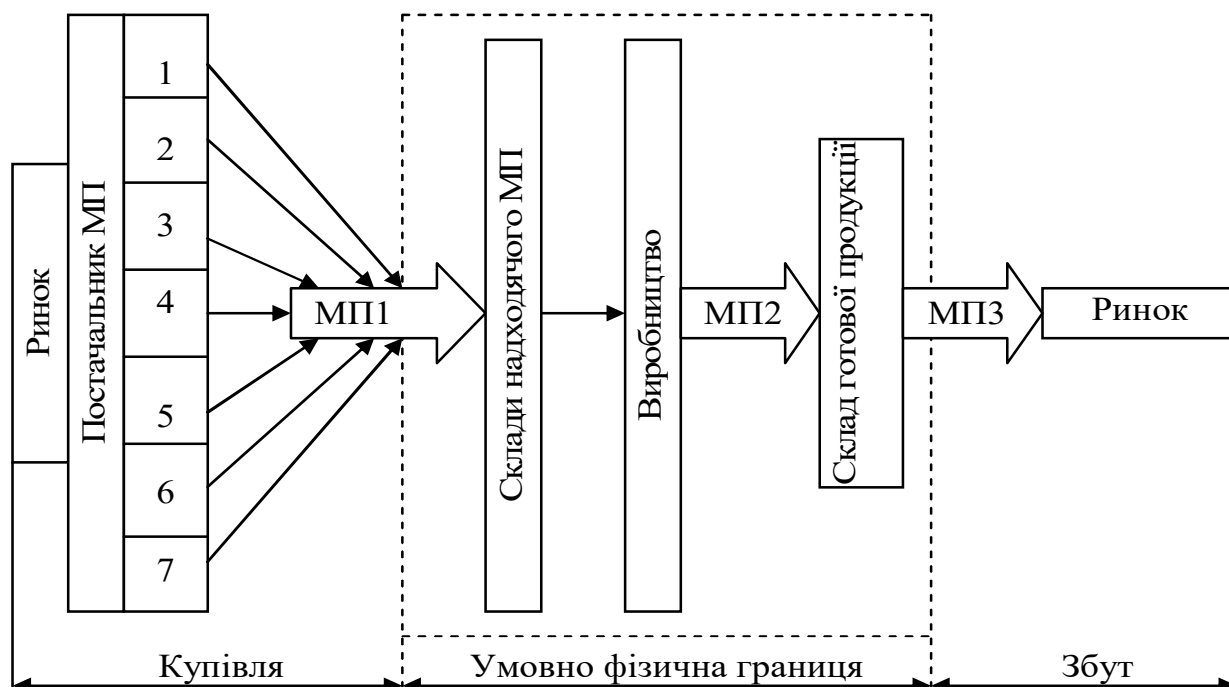 Ринок
Постачальник МП
1
2
3
4
5
6
7
МП1
Склади надходячого МП
Виробництво
МП2
Склад готової продукції
МП3
Ринок
Купівля
Умовно фізична границя
Збут